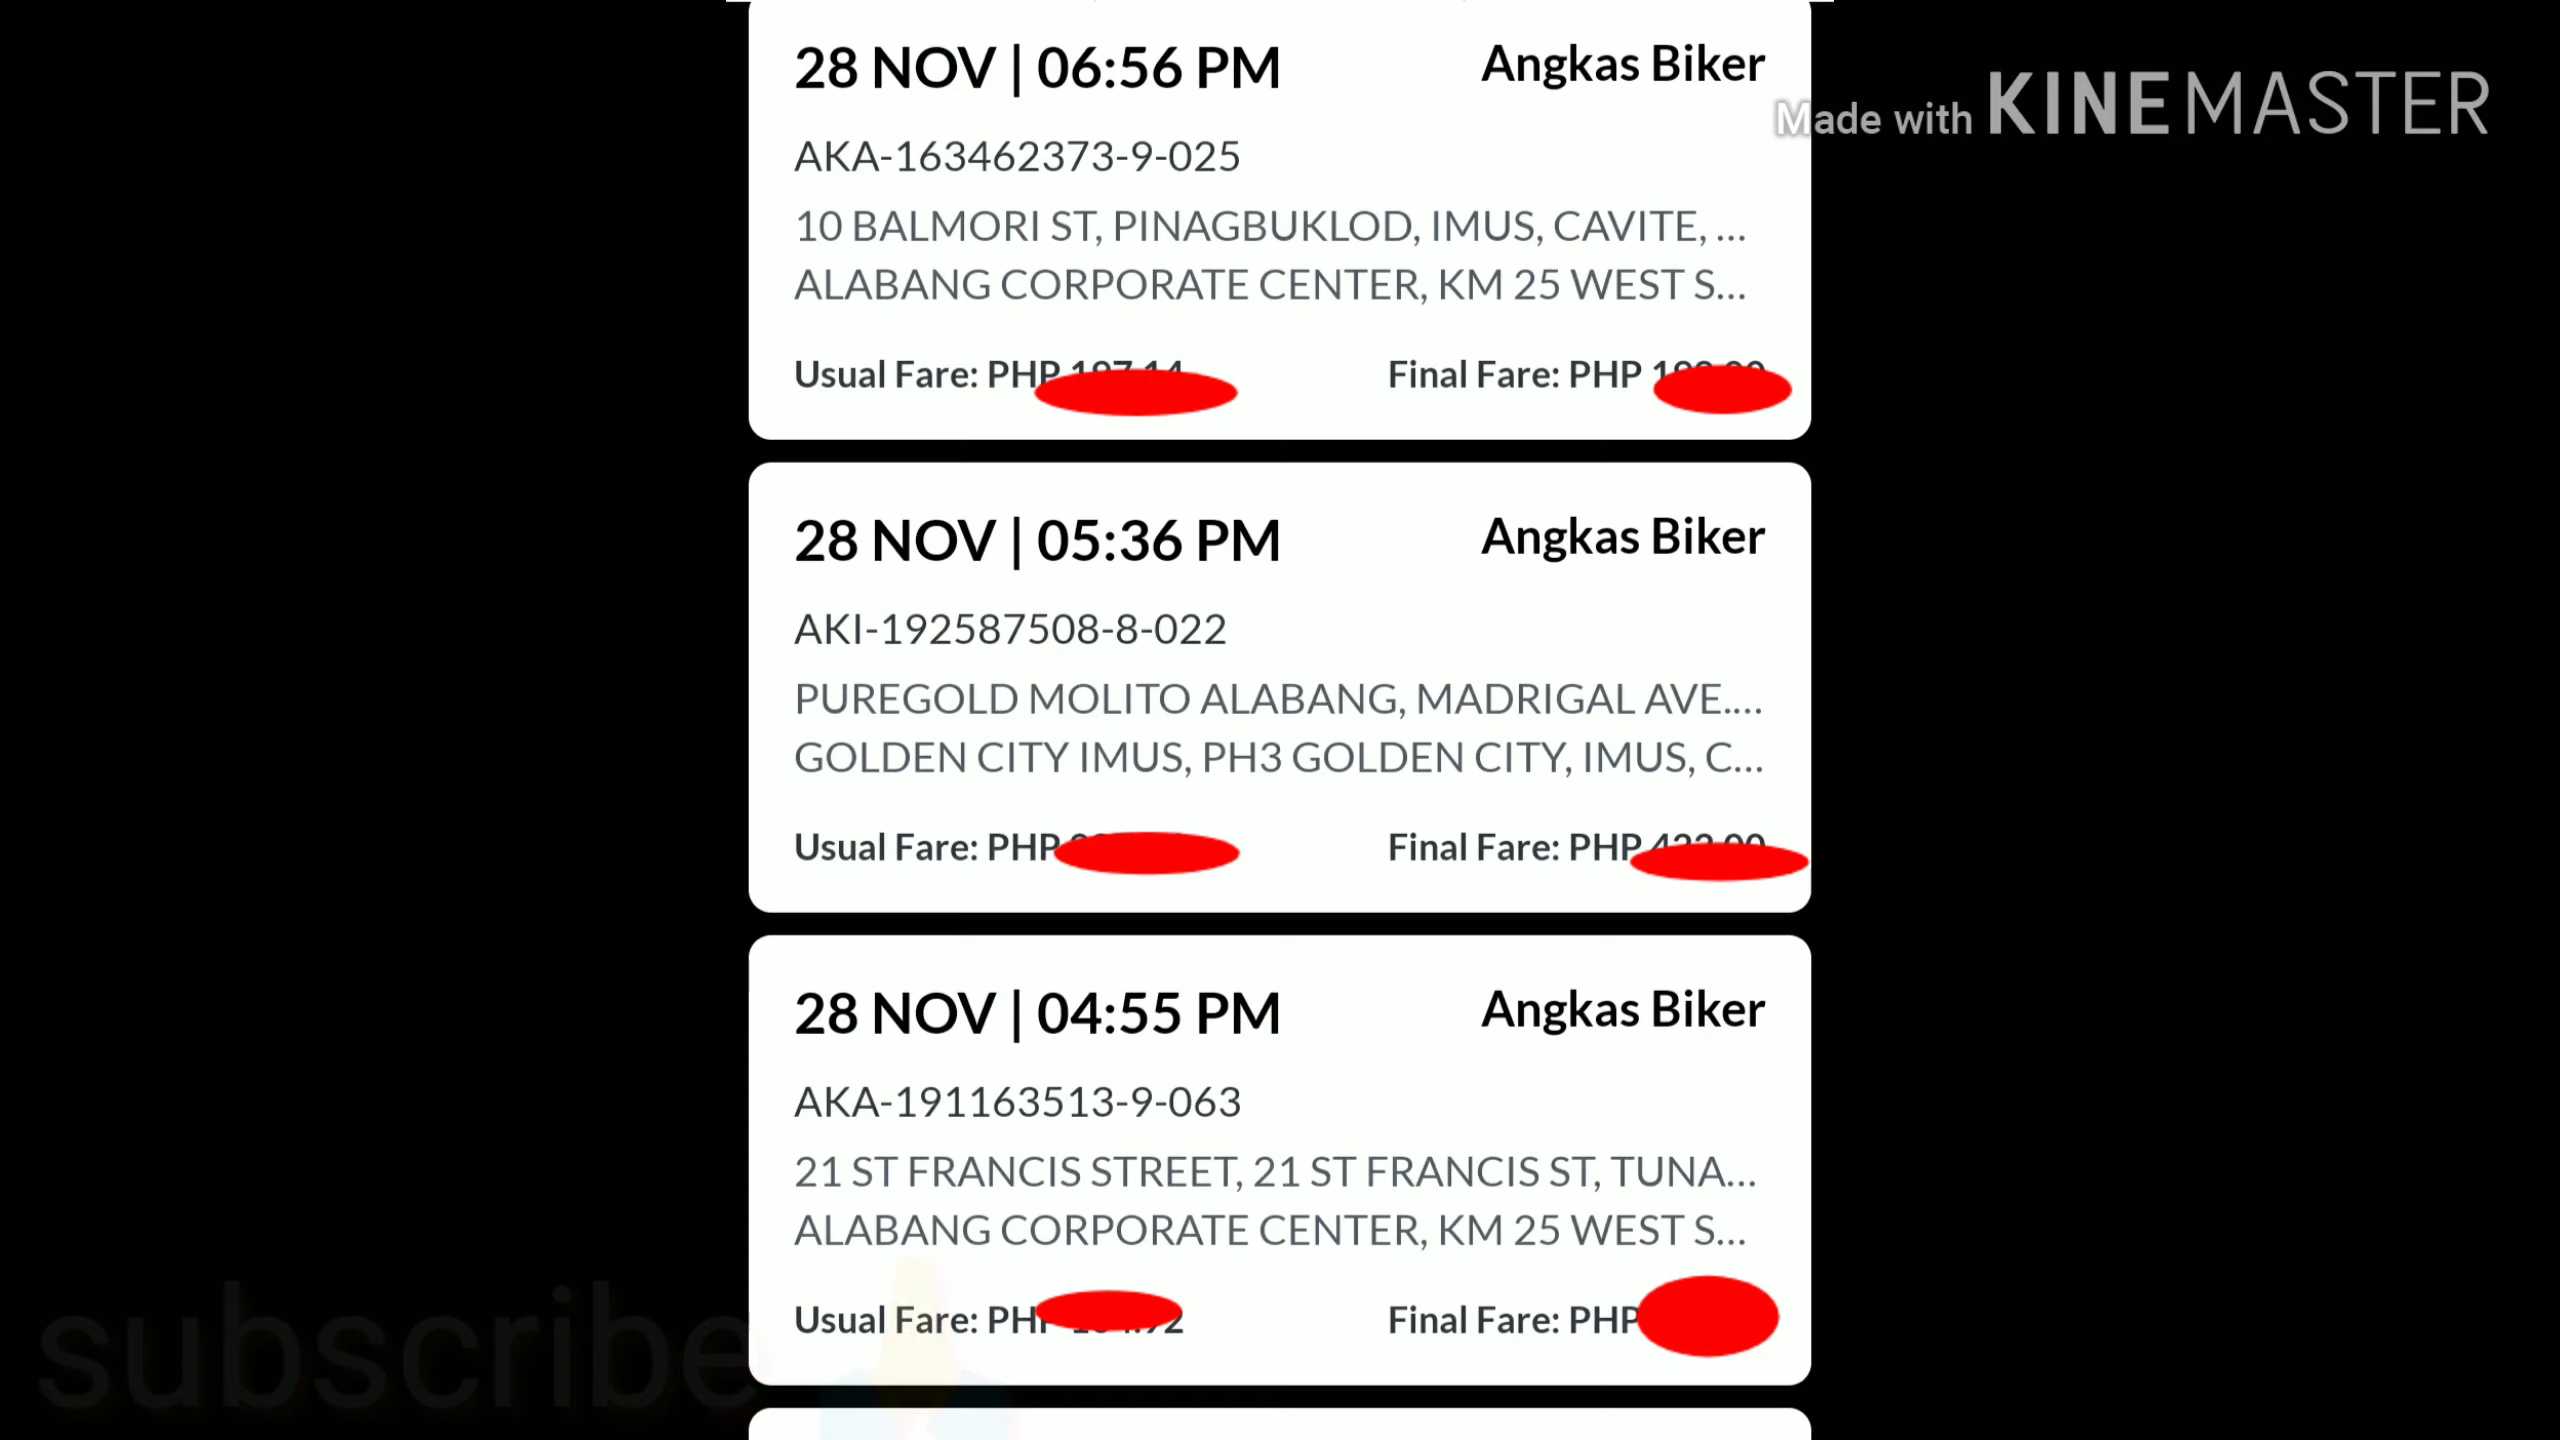 28 NOV | 06:56 PM Angkas Biker
Made with KINEMASTER
AKA-163462373-9-025
10 BALMORI ST, PINAGBUKLOD, IMUS, CAVITE, ...
ALABANG CORPORATE CENTER, KM 25 WEST S...
Usual Fare: PHP Final Fare: PHP
28 NOV | 05:36 PM Angkas Biker
AKI-192587508-8-022
PUREGOLD MOLITO ALABANG, MADRIGAL AVE....
GOLDEN CITY IMUS, PH3 GOLDEN CITY, IMUS, C...
Usual Fare: PHP Final Fare: PHP
28 NOV | 04:55 PM Angkas Biker
AKA-191163513-9-063
21 ST FRANCIS STREET, 21 ST FRANCIS ST, TUNA...
ALABANG CORPORATE CENTER, KM 25 WEST S...
Usual Fare: PHP Final Fare: PHP
subscribe